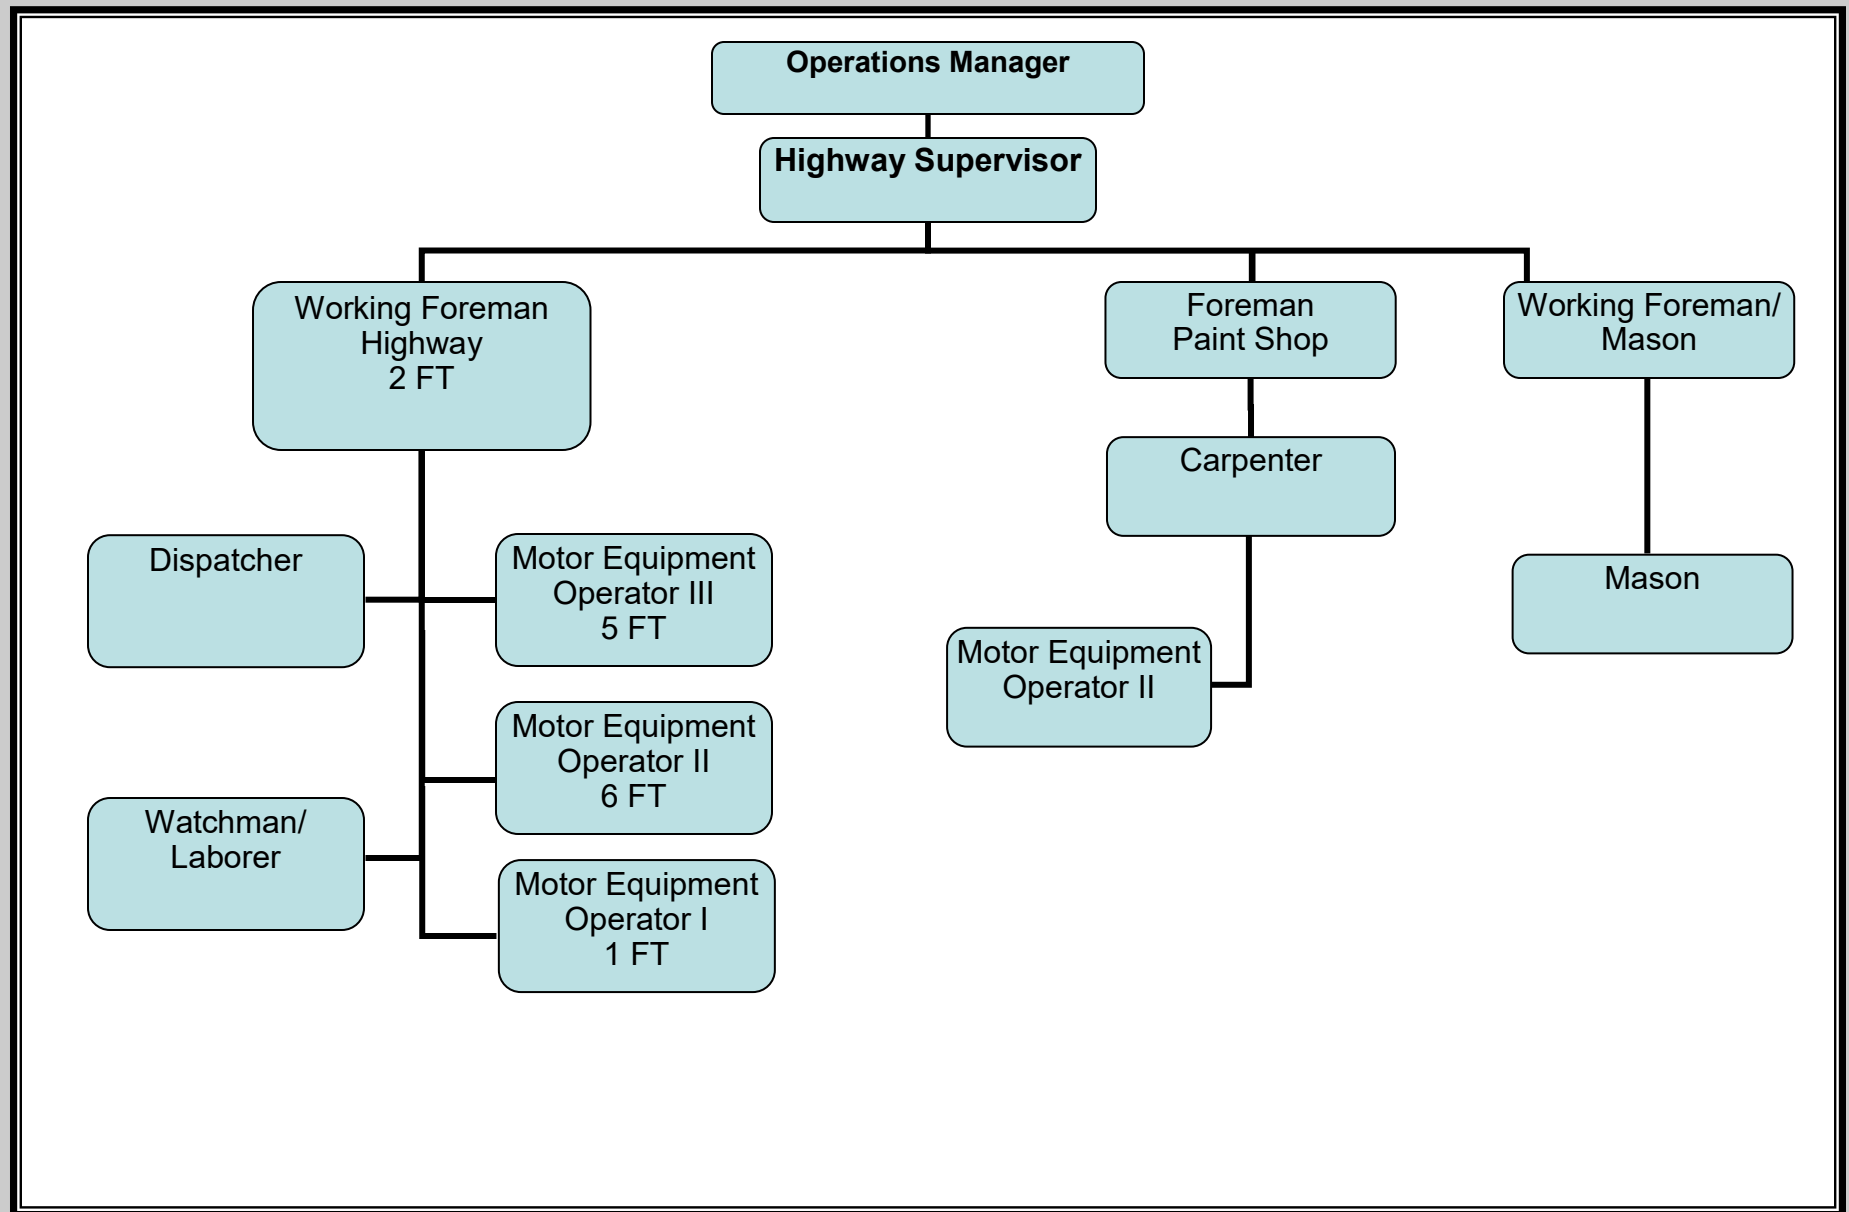 Operations Manager
Highway Supervisor
Working Foreman
Highway
2 FT
Foreman
Paint Shop
Working Foreman/
Mason
Carpenter
Dispatcher
Motor Equipment
Operator III
5 FT
Mason
Motor Equipment
Operator II
Motor Equipment
Operator II
6 FT
Watchman/
Laborer
Motor Equipment
Operator I
1 FT